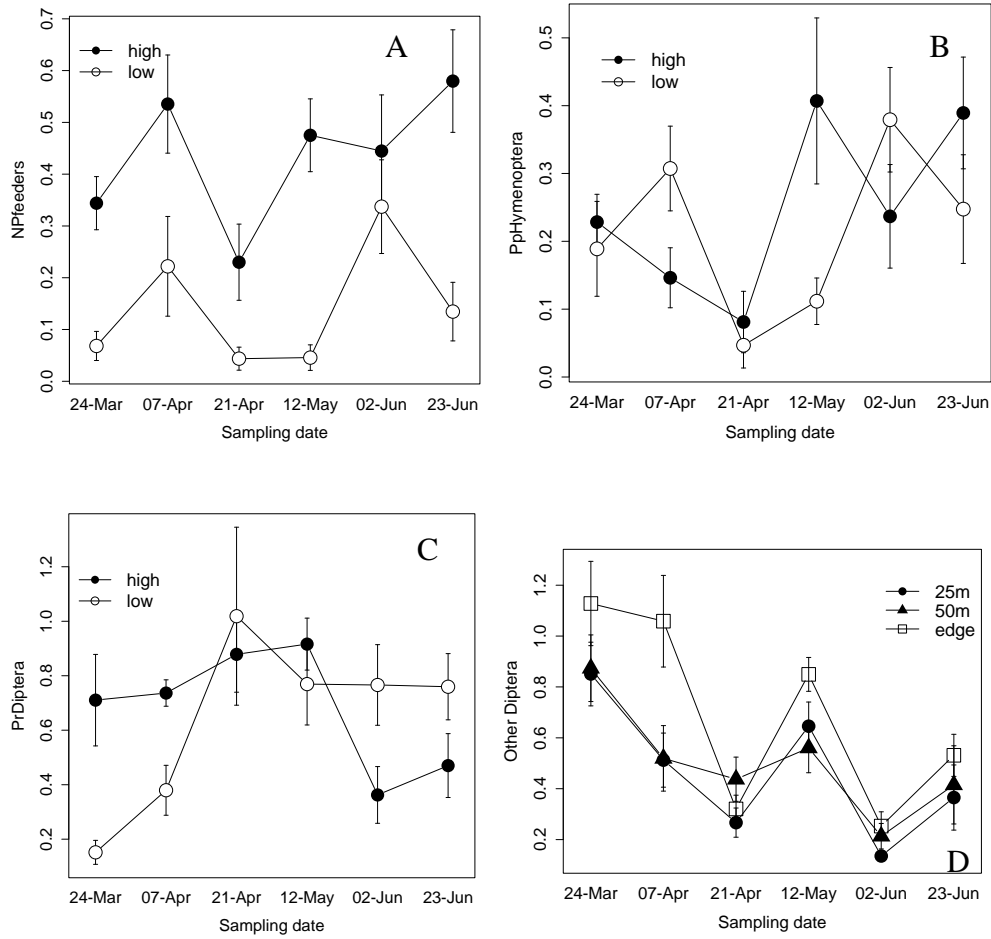 A
high
low
NPfeeders
0.7
0.6
0.5
0.4
0.3
0.2
0.1
0.0
24-Mar 07-Apr 21-Apr 12-May 02-Jun 23-Jun
Sampling date
B
high
low
PpHymenoptera
0.5
0.4
0.3
0.2
0.1
0.0
24-Mar 07-Apr 21-Apr 12-May 02-Jun 23-Jun
Sampling date
C
high
low
PrDiptera
1.2
1.0
0.8
0.6
0.4
0.2
24-Mar 07-Apr 21-Apr 12-May 02-Jun 23-Jun
Sampling date
25m
50m
edge
Other Diptera
1.2
1.0
0.8
0.6
0.4
0.2
D
24-Mar 07-Apr 21-Apr 12-May 02-Jun 23-Jun
Sampling date